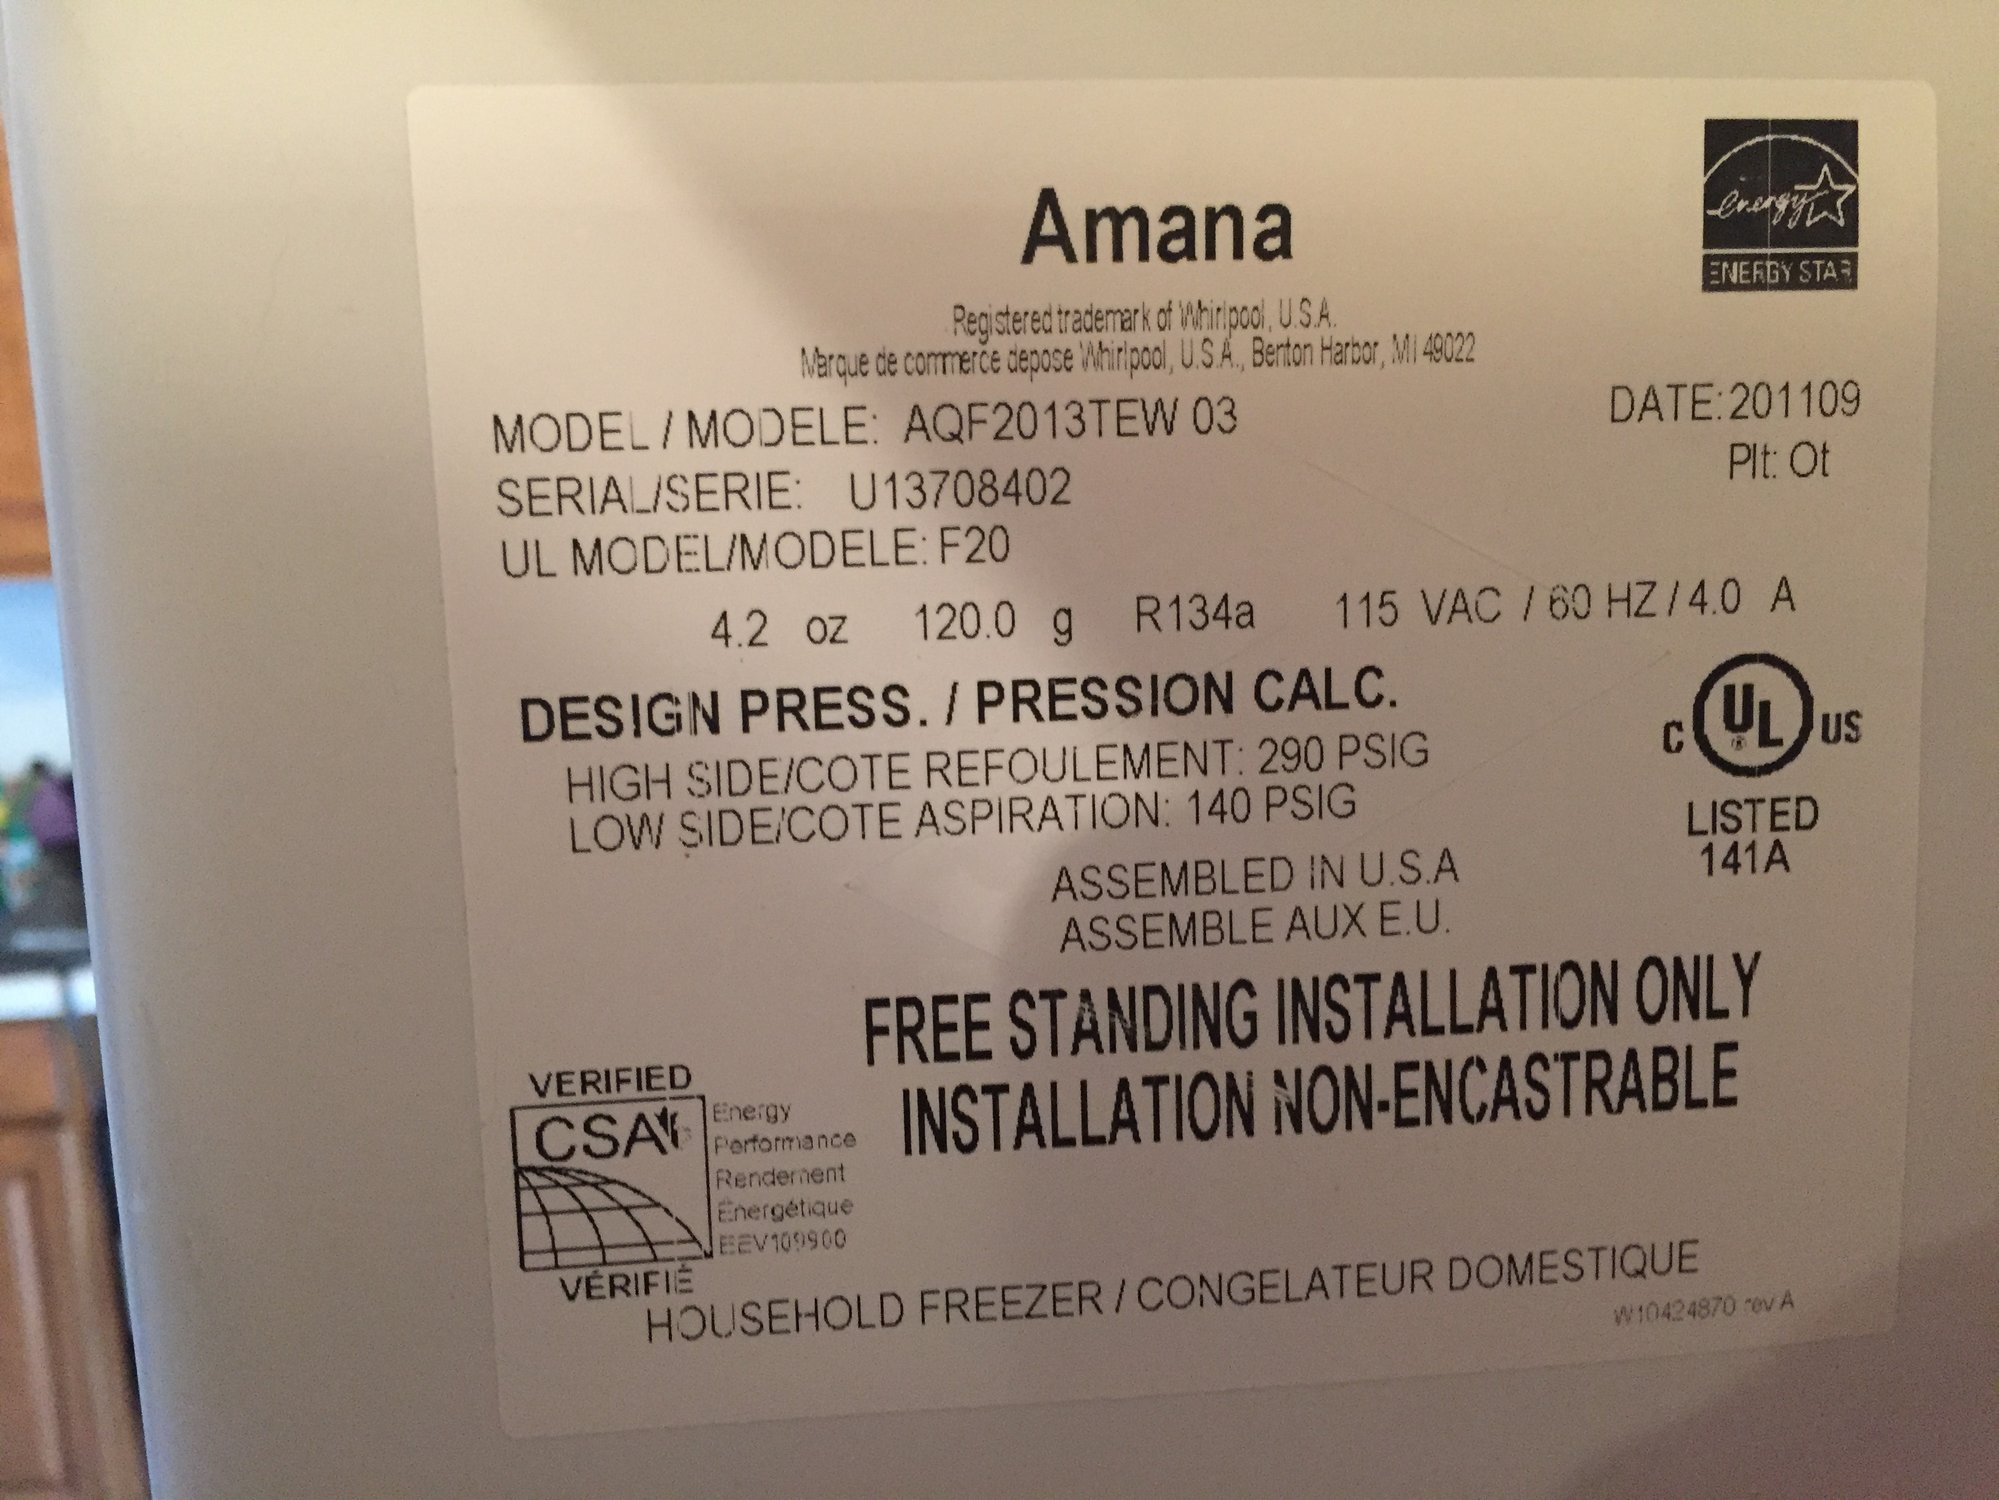 Amana
energy
ENERGY STAR
Registered trademark of Whirlpool, U.S.A.
Marque de commerce depose Whirlpool, U.S.A., Benton Harbor, MI 49022
MODEL / MODELE: AQF2013TEW 03
DATE: 201109
SERIAL/SERIE: U13708402
Plt: Ot
UL MODEL/MODELE: F20
4.2 oz 120.0 g R134a 115 VAC / 60 HZ / 4.0 A
DESIGN PRESS. / PRESSION CALC.
HIGH SIDE/COTE REFOULEMENT: 290 PSIG
LOW SIDE/COTE ASPIRATION: 140 PSIG
C UL ® US
LISTED
141A
ASSEMBLED IN U.S.A
ASSEMBLE AUX E.U.
FREE STANDING INSTALLATION ONLY
INSTALLATION NON-ENCASTRABLE
VERIFIED
CSA
Energy
Performance
Rendement
Énergétique
EEV109900
VÉRIFIÉ
HOUSEHOLD FREEZER / CONGELATEUR DOMESTIQUE
W10424870 rev A